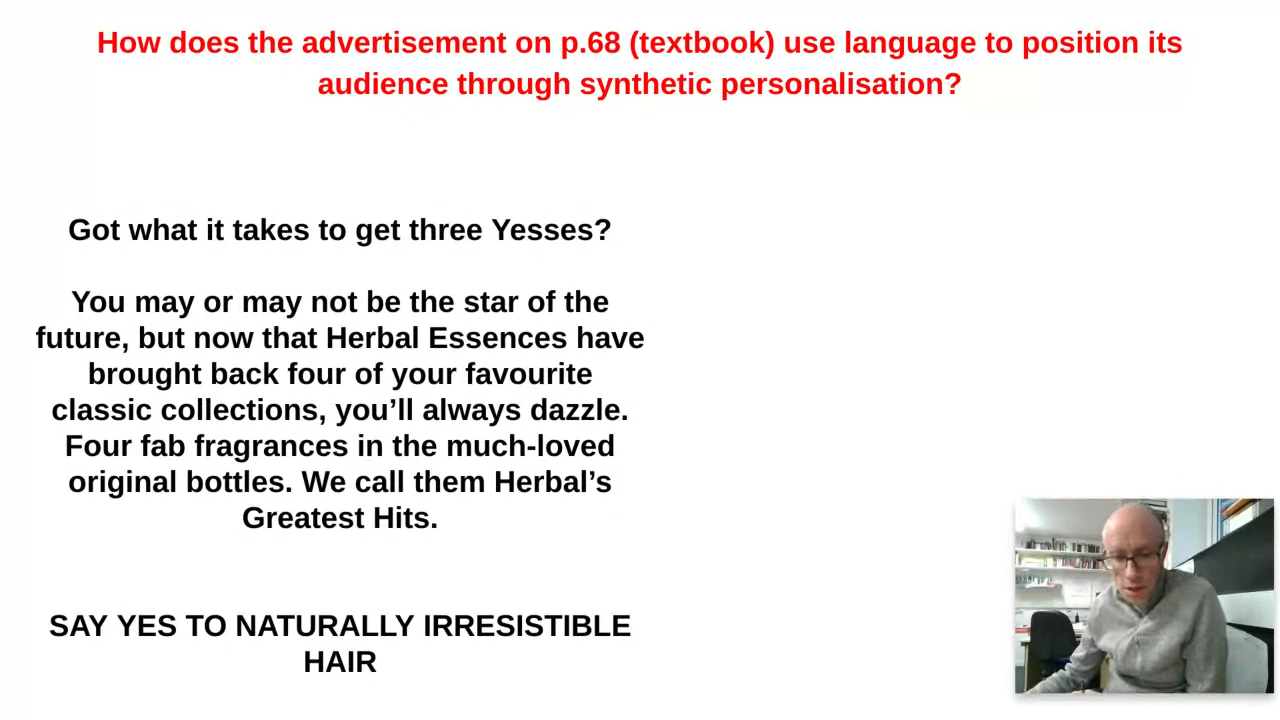 How does the advertisement on p.68 (textbook) use language to position its
audience through synthetic personalisation?
Got what it takes to get three Yesses?
You may or may not be the star of the
future, but now that Herbal Essences have
brought back four of your favourite
classic collections, you’ll always dazzle.
Four fab fragrances in the much-loved
original bottles. We call them Herbal’s
Greatest Hits.
SAY YES TO NATURALLY IRRESISTIBLE
HAIR